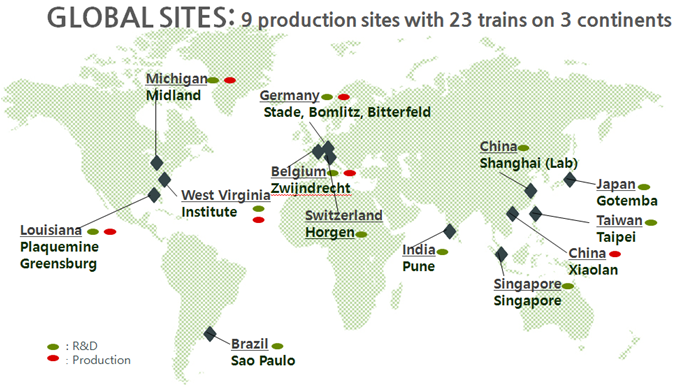 GLOBAL SITES: 9 production sites with 23 trains on 3 continents
Michigan
Midland
Germany
Stade, Bomlitz, Bitterfeld
China
Shanghai (Lab)
Belgium
Zwijndrecht
Japan
Gotemba
West Virginia
Institute
Switzerland
Horgen
Taiwan
Taipei
Louisiana
Plaquemine
Greensburg
India
Pune
China
Xiaolan
Singapore
Singapore
Brazil
Sao Paulo
: R&D
: Production